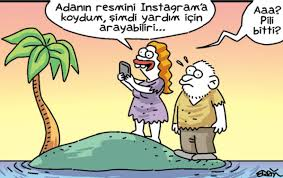 Adanın resmini Instagram'a
koydum, şimdi yardım için
arayabiliri...
Aaa?
Pili
bitti?